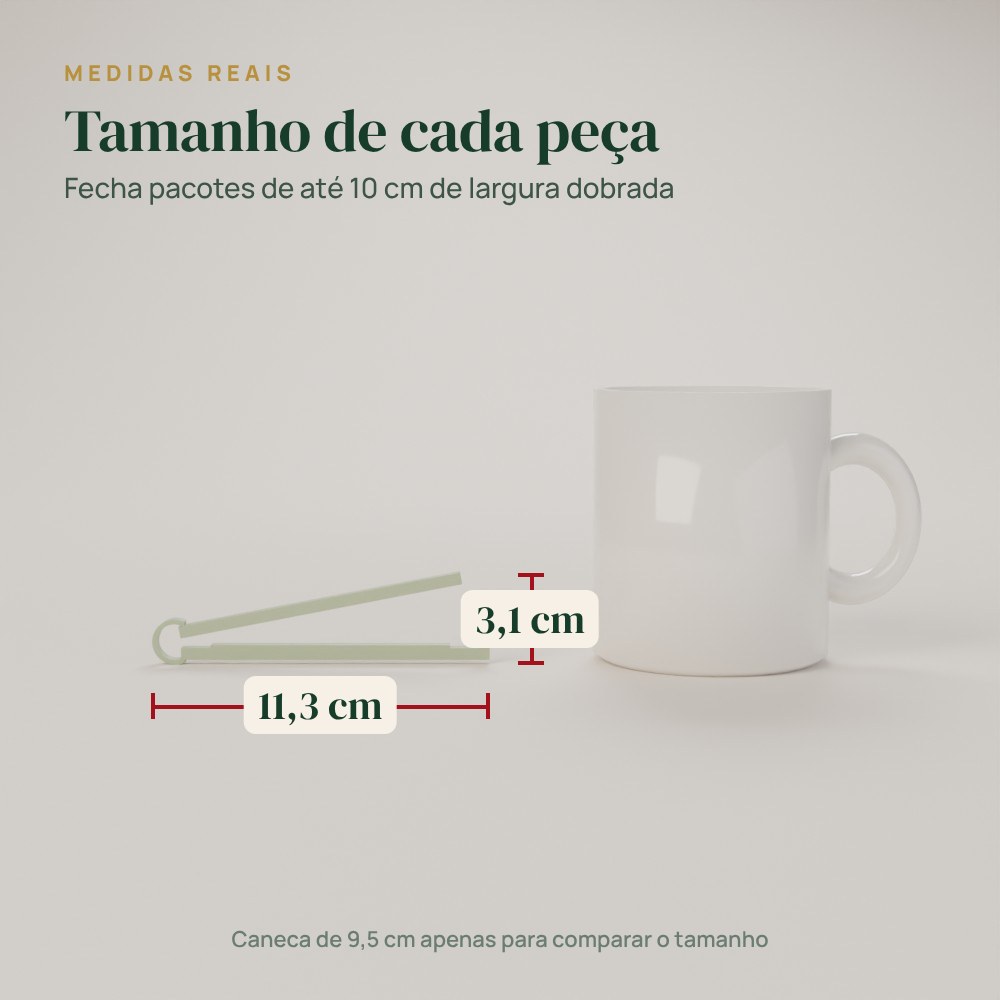 MEDIDAS REAIS
Tamanho de cada peça
Fecha pacotes de até 10 cm de largura dobrada
3,1 cm
11,3 cm
Caneca de 9,5 cm apenas para comparar o tamanho